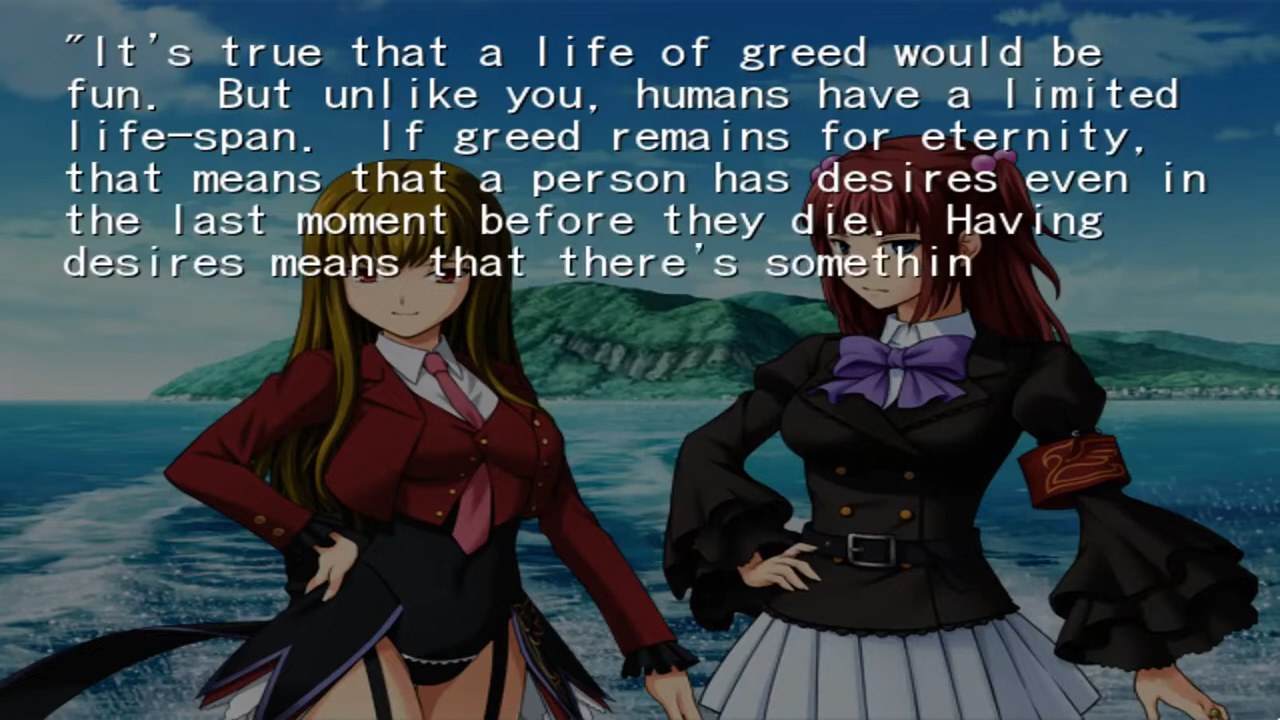 "It's true that a life of greed would be
fun.  But unlike you, humans have a limited
life-span.  If greed remains for eternity,
that means that a person has desires even in
the last moment before they die.  Having
desires means that there's somethin